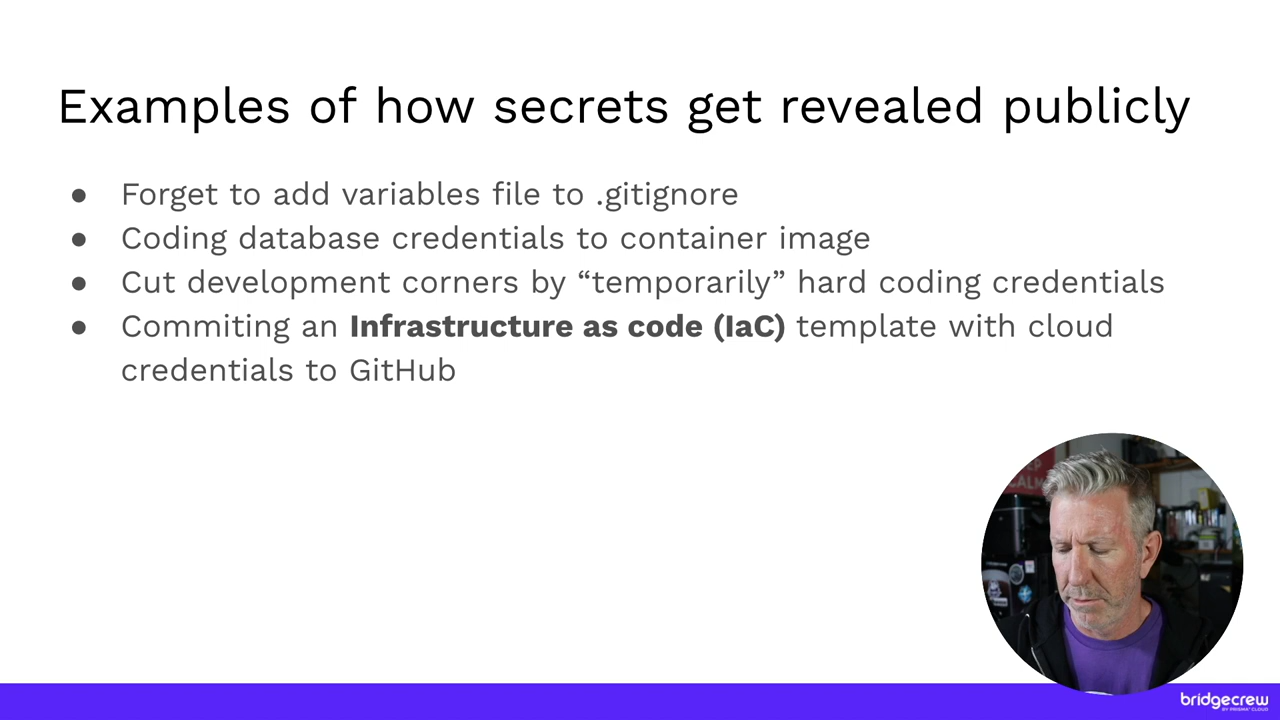 Examples of how secrets get revealed publicly
● Forget to add variables file to .gitignore
● Coding database credentials to container image
● Cut development corners by “temporarily” hard coding credentials
● Commiting an Infrastructure as code (IaC) template with cloud
credentials to GitHub
CALM
bridgecrew
BY PRISMA® CLOUD